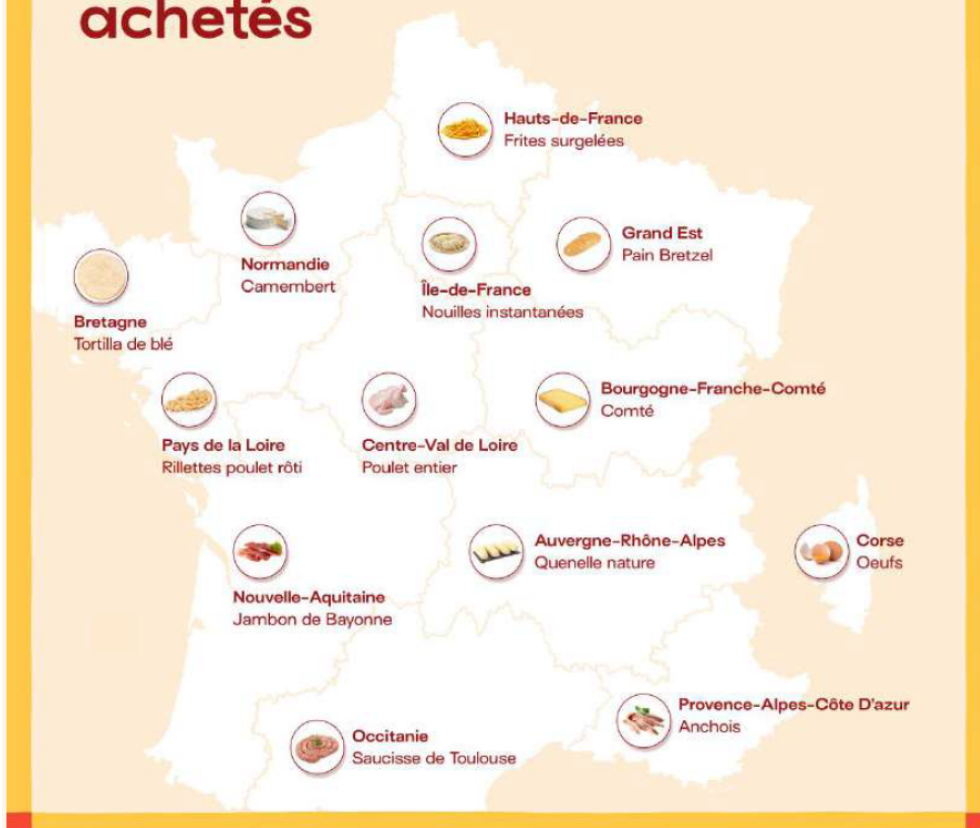 achetés
Hauts-de-France
Frites surgelées
Grand Est
Pain Bretzel
Normandie
Camembert
Île-de-France
Nouilles instantanées
Bretagne
Tortilla de blé
Bourgogne-Franche-Comté
Comté
Pays de la Loire
Rillettes poulet rôti
Centre-Val de Loire
Poulet entier
Auvergne-Rhône-Alpes
Quenelle nature
Corse
Oeufs
Nouvelle-Aquitaine
Jambon de Bayonne
Provence-Alpes-Côte D'azur
Anchois
Occitanie
Saucisse de Toulouse